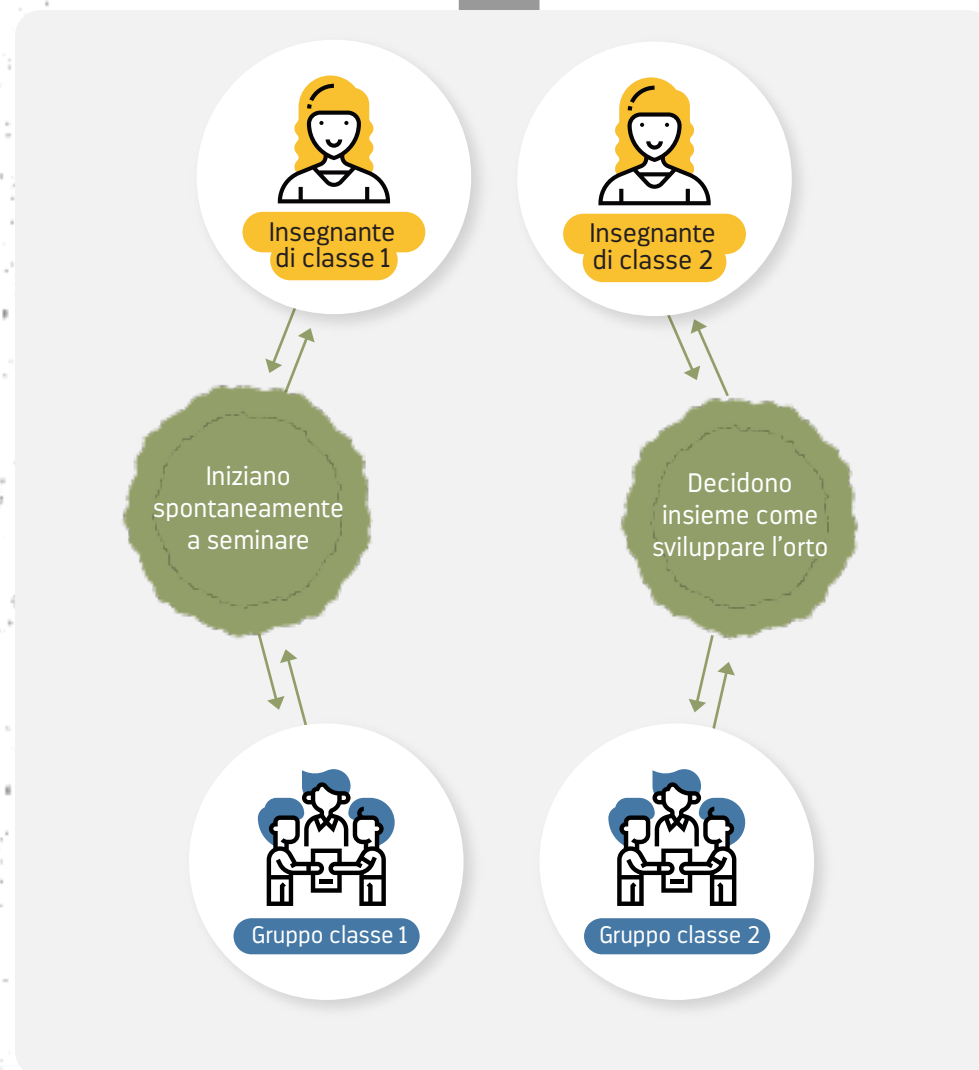 Insegnante
di classe 1
Insegnante
di classe 2
Iniziano
spontaneamente
a seminare
Decidono
insieme come
sviluppare l’orto
Gruppo classe 1
Gruppo classe 2